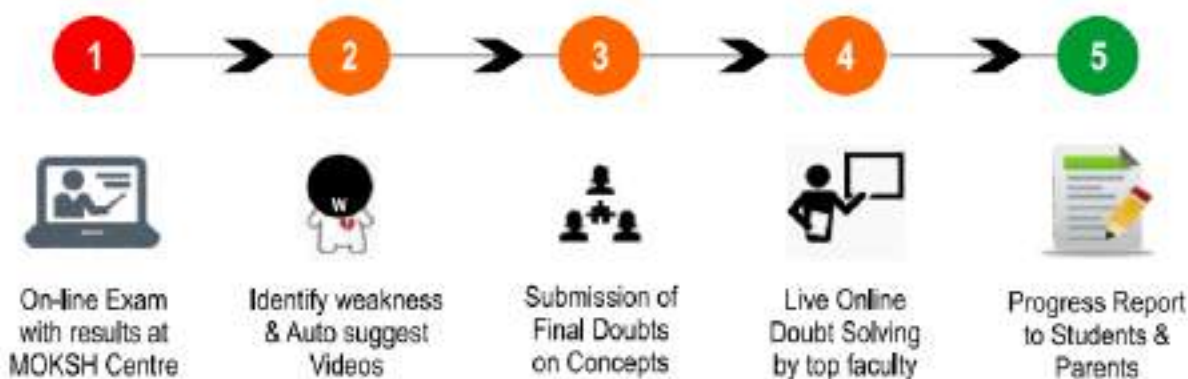 1
2
3
4
5
W
On-line Exam
with results at
MOKSH Centre
Identify weakness
& Auto suggest
Videos
Submission of
Final Doubts
on Concepts
Live Online
Doubt Solving
by top faculty
Progress Report
to Students &
Parents